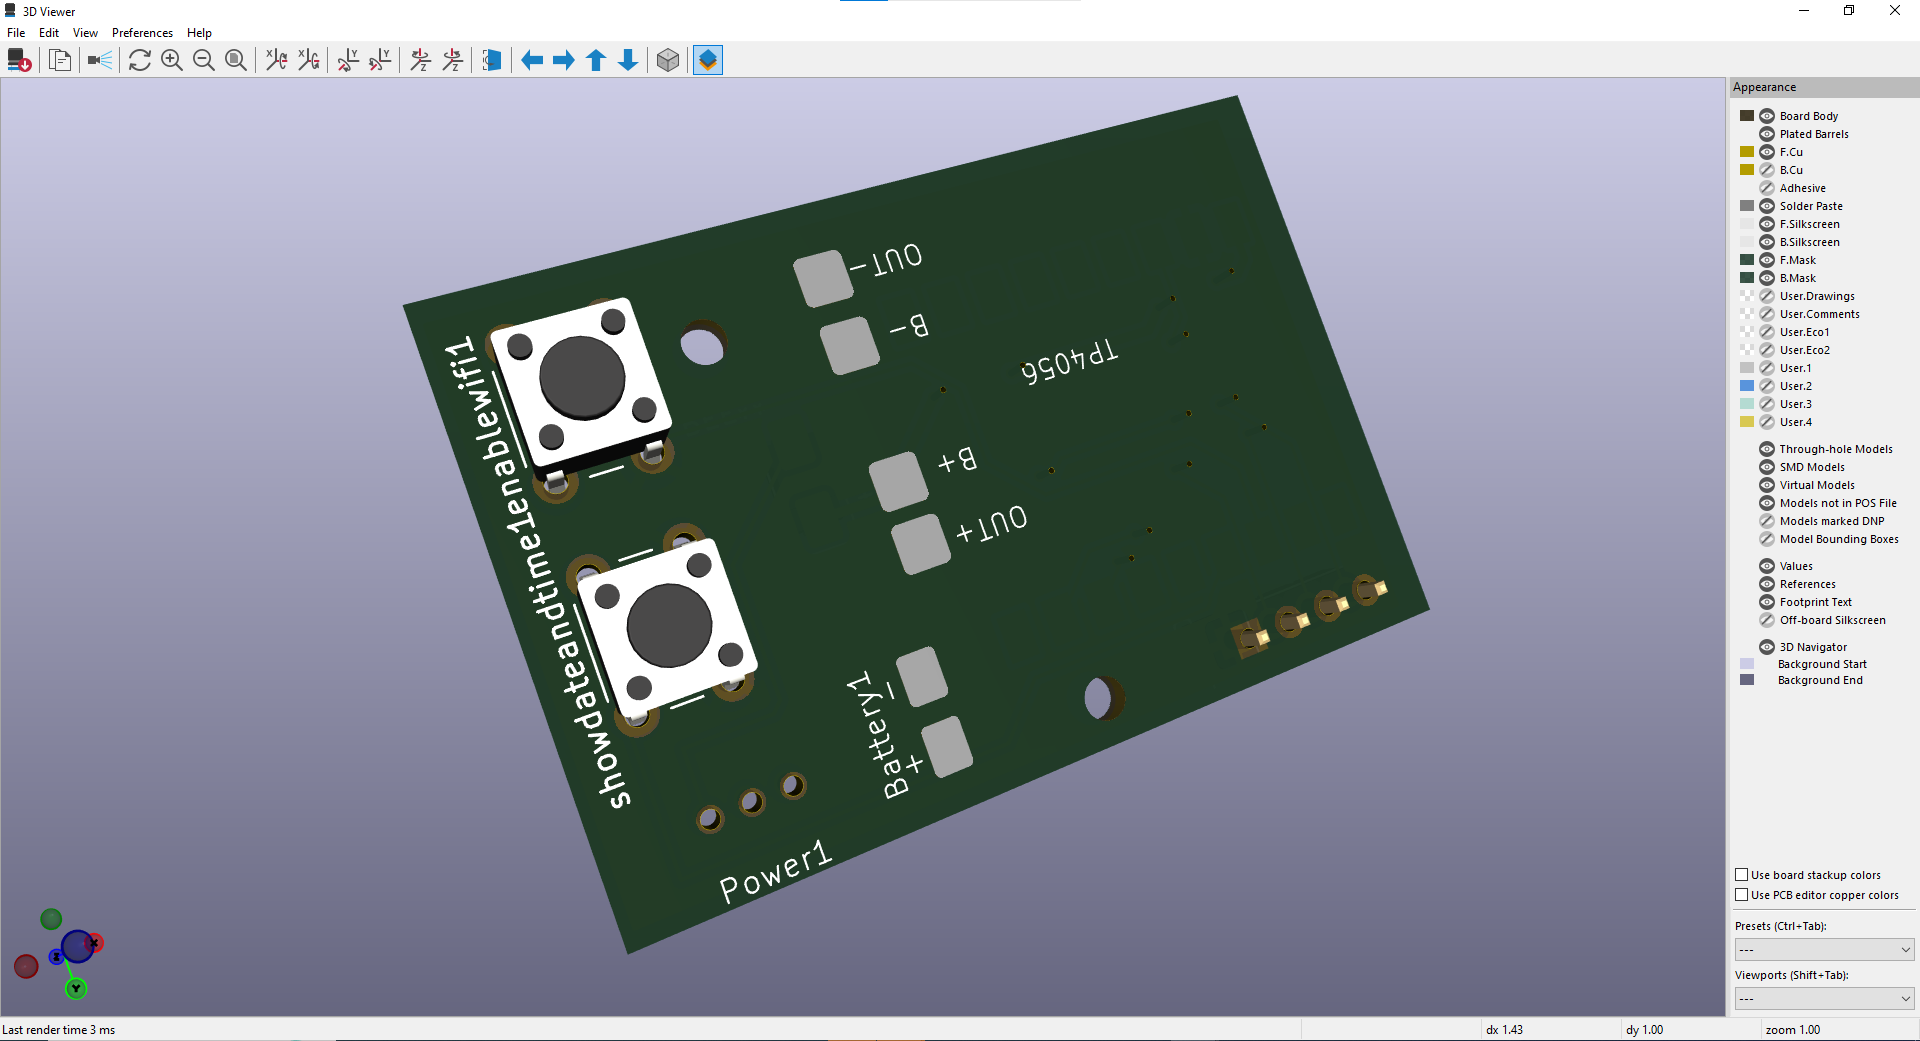 3D Viewer
File Edit View Preferences Help
Appearance
Board Body
Plated Barrels
F.Cu
B.Cu
Adhesive
Solder Paste
F.Silkscreen
B.Silkscreen
F.Mask
B.Mask
User.Drawings
User.Comments
User.Eco1
User.Eco2
User.1
User.2
User.3
User.4
Through-hole Models
SMD Models
Virtual Models
Models not in POS File
Models marked DNP
Model Bounding Boxes
Values
References
Footprint Text
Off-board Silkscreen
3D Navigator
Background Start
Background End
Use board stackup colors
Use PCB editor copper colors
Presets (Ctrl+Tab):
---
Viewports (Shift+Tab):
---
OUT-
B-
TP4056
B+
OUT+
enablewifi1
showdateandtime1
Battery1
-
+
Power1
X
Z
Y
Last render time 3 ms
dx 1.43
dy 1.00
zoom 1.00